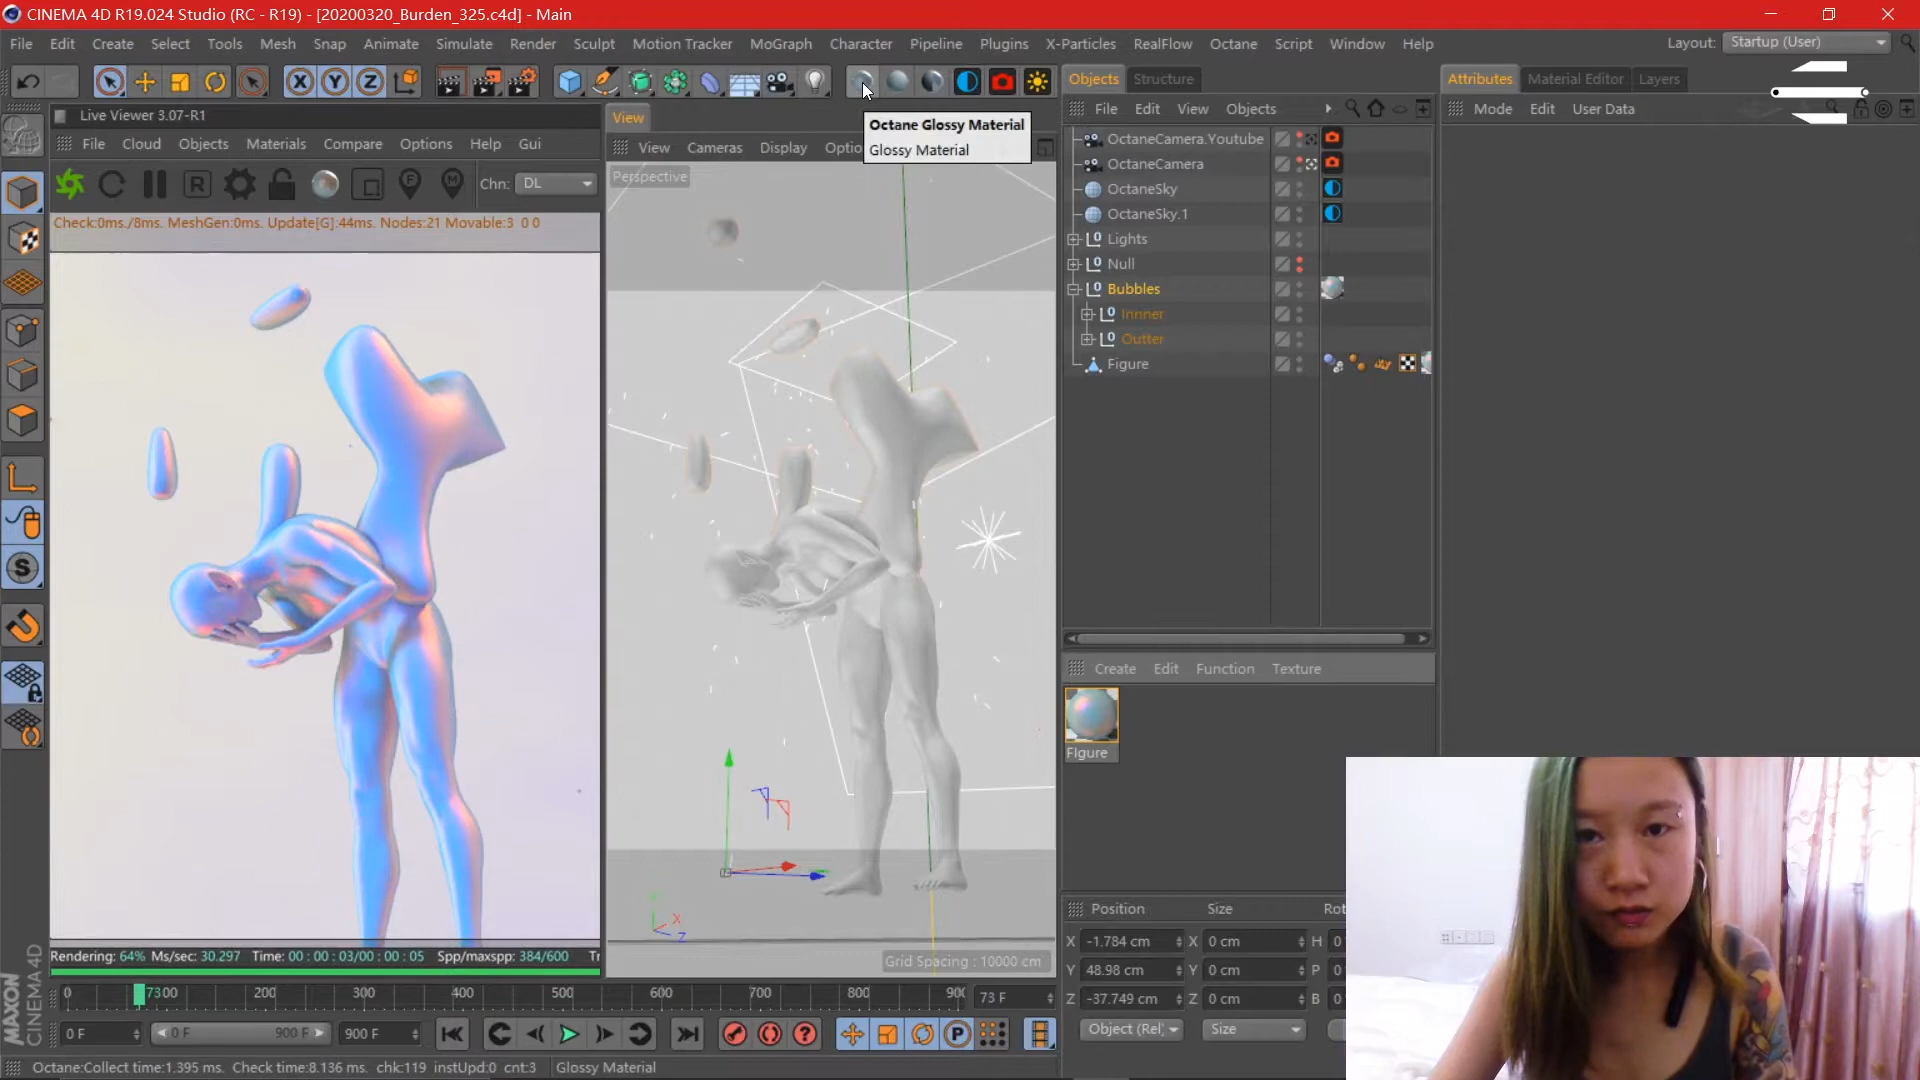 CINEMA 4D R19.024 Studio (RC - R19) - [20200320_Burden_325.c4d] - Main
File Edit Create Select Tools Mesh Snap Animate Simulate Render Sculpt Motion Tracker MoGraph Character Pipeline Plugins X-Particles RealFlow Octane Script Window Help Layout: Startup (User)
X Y Z
Objects Structure
Attributes Material Editor Layers
Live Viewer 3.07-R1
View
Octane Glossy Material
Glossy Material
File Edit View Objects
Mode Edit User Data
File Cloud Objects Materials Compare Options Help Gui
View Cameras Display Optio
Perspective
R Chn: DL
Check:0ms./8ms. MeshGen:0ms. Update[G]:44ms. Nodes:21 Movable:3 0 0
OctaneCamera.Youtube
OctaneCamera
OctaneSky
OctaneSky.1
Lights
Null
Bubbles
Innner
Outter
Figure
Create Edit Function Texture
FIgure
Position Size Rot
X -1.784 cm X 0 cm H 0
Y 48.98 cm Y 0 cm P 0
Z -37.749 cm Z 0 cm B 0
Object (Rel) Size
Y X Z
Grid Spacing : 10000 cm
Rendering: 64% Ms/sec: 30.297 Time: 00 : 00 : 03/00 : 00 : 05 Spp/maxspp: 384/600 Tr
0 7300 200 300 400 500 600 700 800 900 73 F
0 F 0 F 900 F 900 F
P
MAXON
CINEMA 4D
Octane:Collect time:1.395 ms. Check time:8.136 ms. chk:119 instUpd:0 cnt:3 Glossy Material